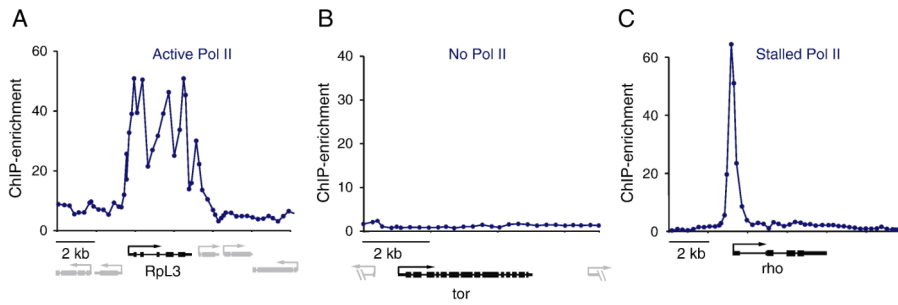 A
Active Pol II
ChIP-enrichment
60
40
20
0
2 kb
RpL3
B
No Pol II
ChIP-enrichment
40
30
20
10
0
2 kb
tor
C
Stalled Pol II
ChIP-enrichment
60
40
20
0
2 kb
rho